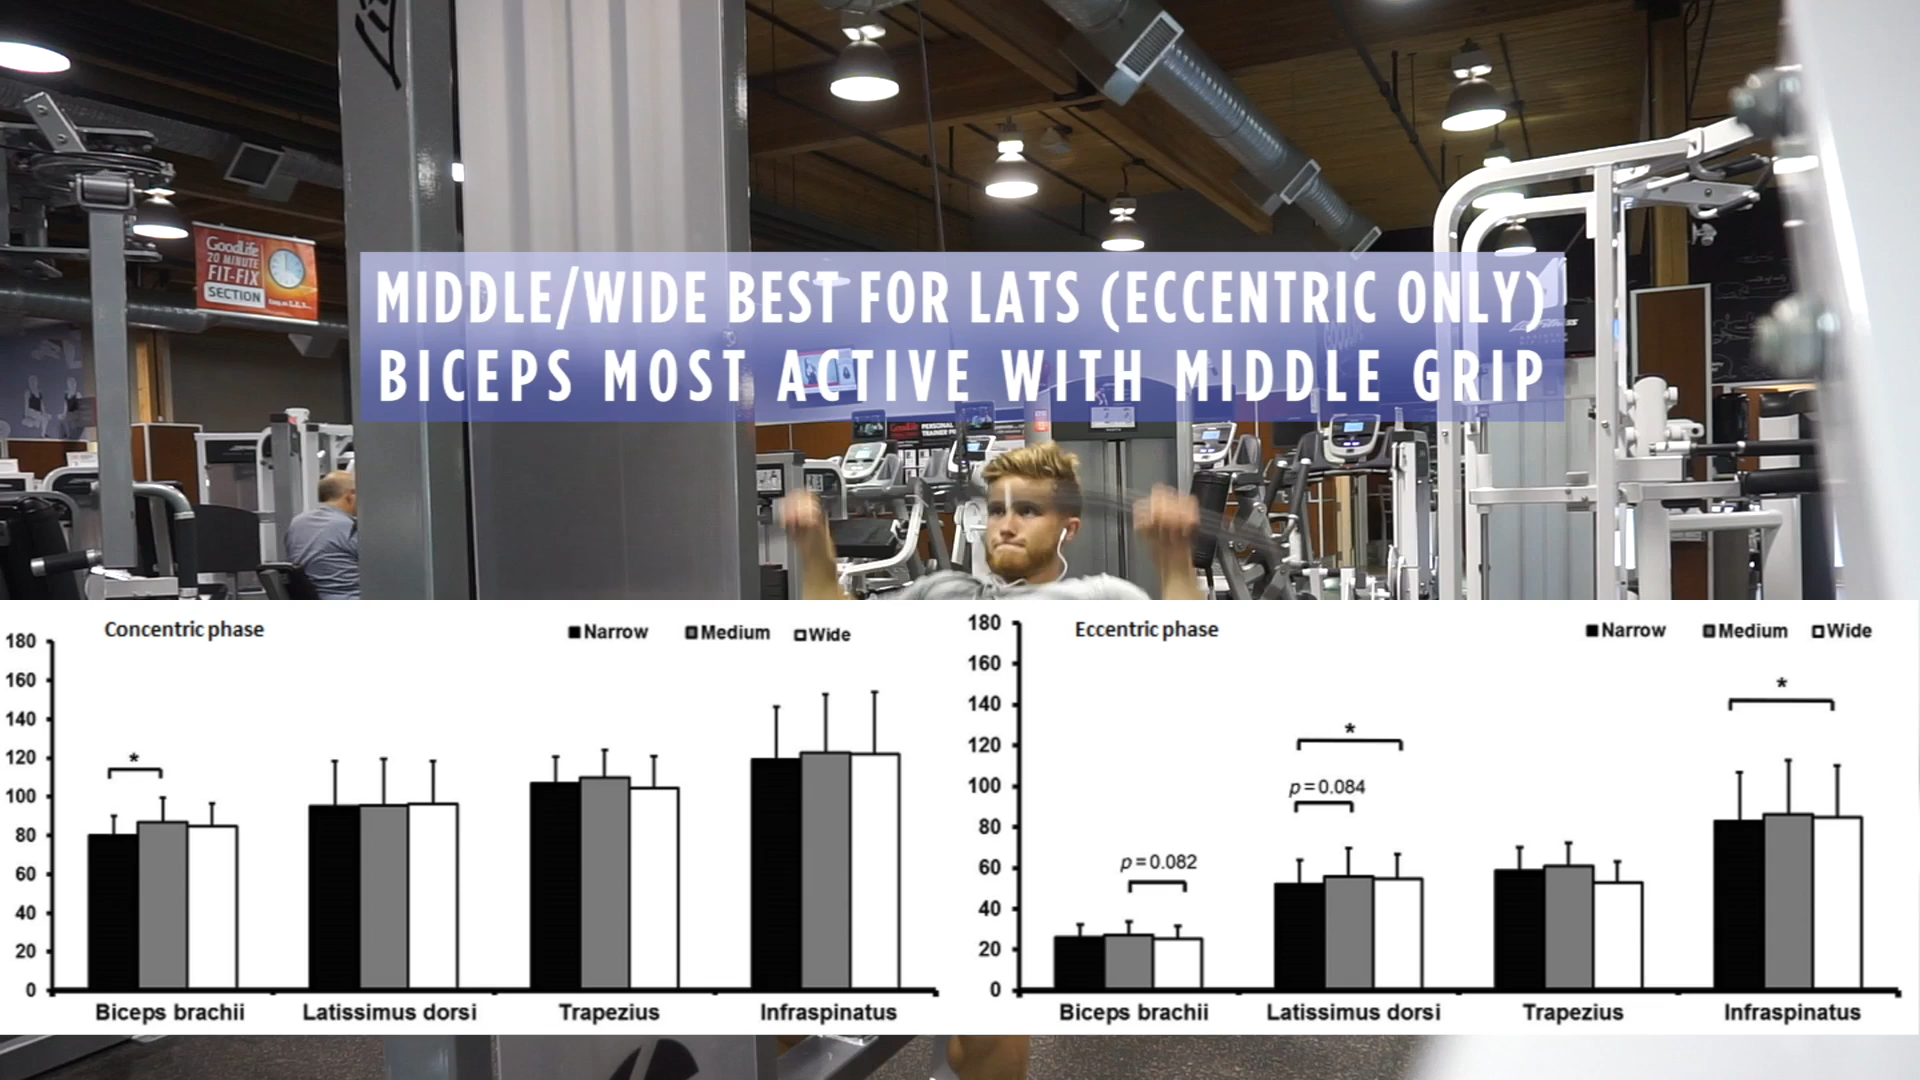 GoodLife
20 MINUTE
FIT-FIX
SECTION
MIDDLE/WIDE BEST FOR LATS (ECCENTRIC ONLY)
BICEPS MOST ACTIVE WITH MIDDLE GRIP
GoodLife PERSONAL
Concentric phase
Narrow Medium Wide
180
160
140
120
100
80
60
40
20
0
*
Biceps brachii Latissimus dorsi Trapezius Infraspinatus
Eccentric phase
Narrow Medium Wide
180
160
140
120
100
80
60
40
20
0
*
*
p=0.084
p=0.082
Biceps brachii Latissimus dorsi Trapezius Infraspinatus